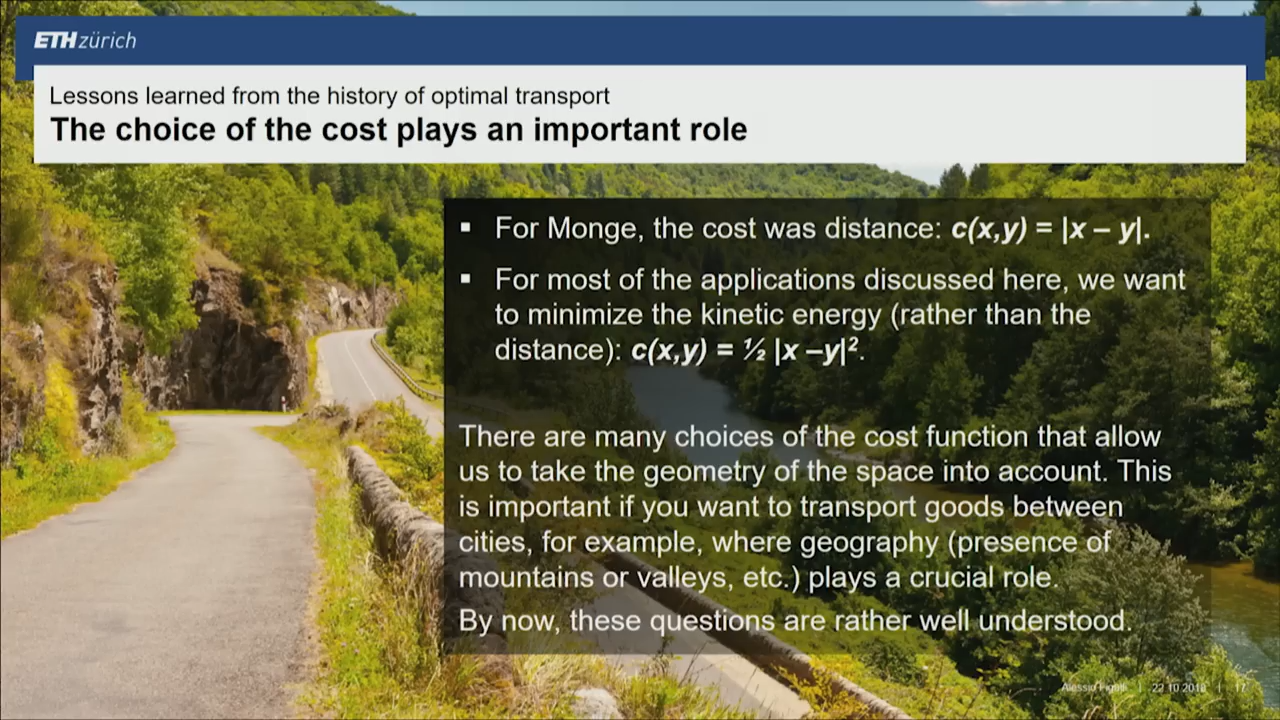 ETH zürich
Lessons learned from the history of optimal transport
The choice of the cost plays an important role
▪ For Monge, the cost was distance: c(x,y) = |x – y|.
▪ For most of the applications discussed here, we want
to minimize the kinetic energy (rather than the
distance): c(x,y) = ½ |x –y|².
There are many choices of the cost function that allow
us to take the geometry of the space into account. This
is important if you want to transport goods between
cities, for example, where geography (presence of
mountains or valleys, etc.) plays a crucial role.
By now, these questions are rather well understood.
Alessio Figalli | 22.10.2018 | 17